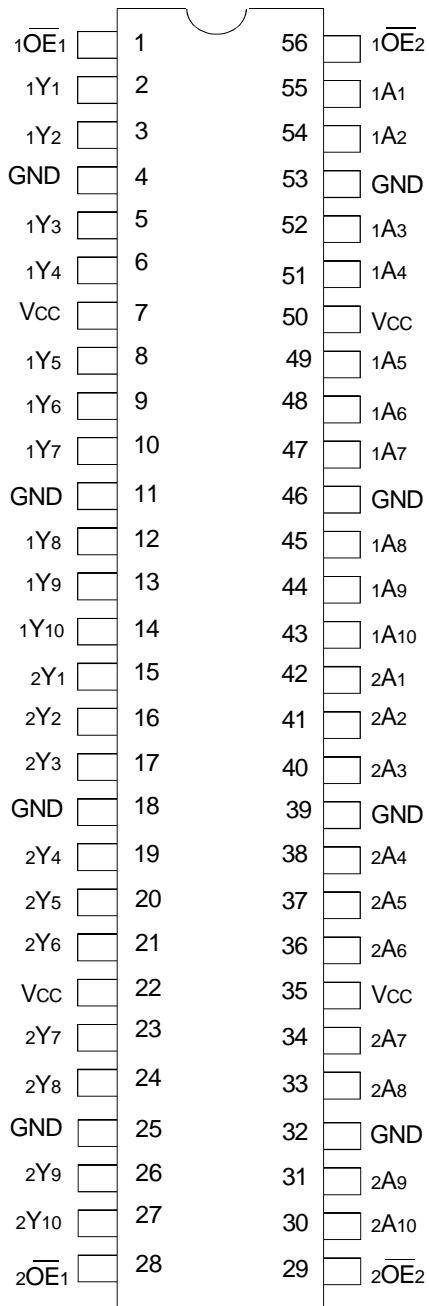 1OE1 1 56 1OE2
1Y1 2 55 1A1
1Y2 3 54 1A2
GND 4 53 GND
1Y3 5 52 1A3
1Y4 6 51 1A4
VCC 7 50 VCC
1Y5 8 49 1A5
1Y6 9 48 1A6
1Y7 10 47 1A7
GND 11 46 GND
1Y8 12 45 1A8
1Y9 13 44 1A9
1Y10 14 43 1A10
2Y1 15 42 2A1
2Y2 16 41 2A2
2Y3 17 40 2A3
GND 18 39 GND
2Y4 19 38 2A4
2Y5 20 37 2A5
2Y6 21 36 2A6
VCC 22 35 VCC
2Y7 23 34 2A7
2Y8 24 33 2A8
GND 25 32 GND
2Y9 26 31 2A9
2Y10 27 30 2A10
2OE1 28 29 2OE2